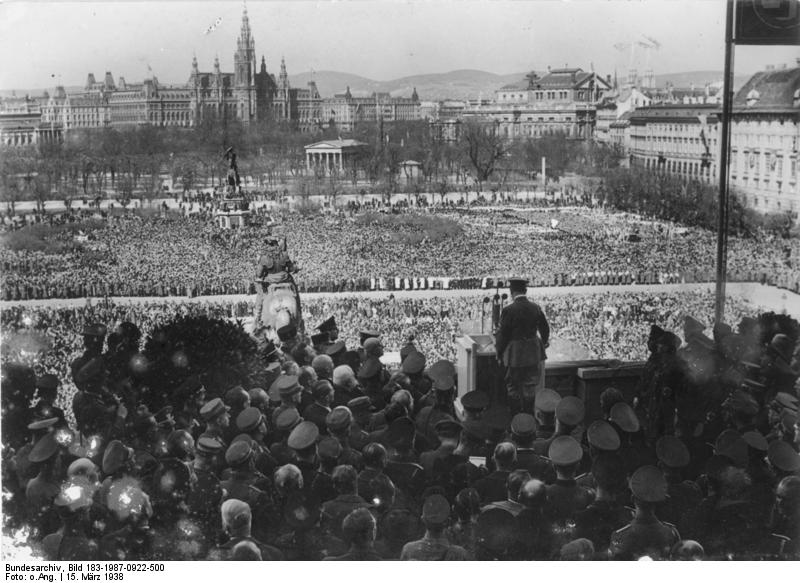 Bundesarchiv, Bild 183-1987-0922-500
Foto: o.Ang. | 15. März 1938